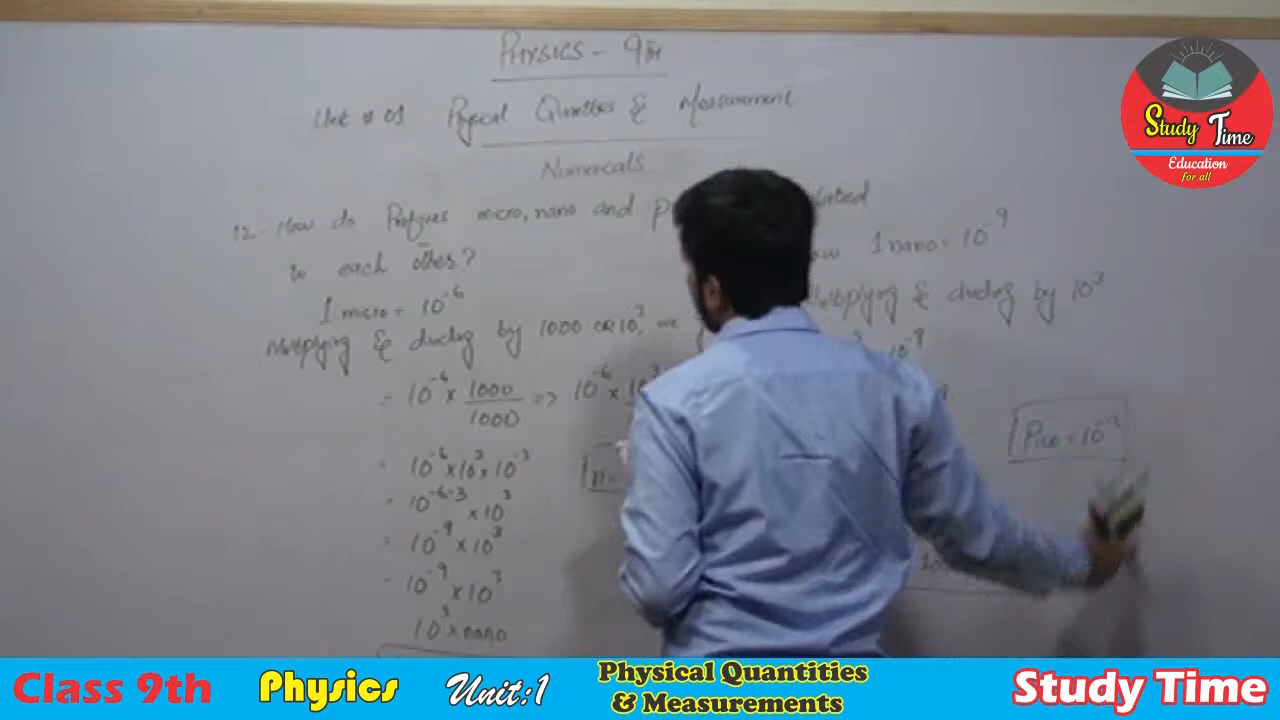 PHYSICS - 9TH
Unit # 01 Physical Quantities & Measurement
Numericals
12- How do Prefixes micro, nano and
to each other?
1 micro = 10^-6
Multiplying & dividing by 1000 OR 10^3, we
= 10^-6 × 1000/1000 => 10^-6 × 10^3
= 10^-6 × 10^3 × 10^-3
= 10^-6-3 × 10^3
= 10^-9 × 10^3
= 10^-9 × 10^3
10^3 × nano
1 nano = 10^-9
Multiplying & dividing by 10^3
10^-9
Pico = 10^-12
Study Time
Education
for all
Class 9th
Physics
Unit:1
Physical Quantities
& Measurements
Study Time